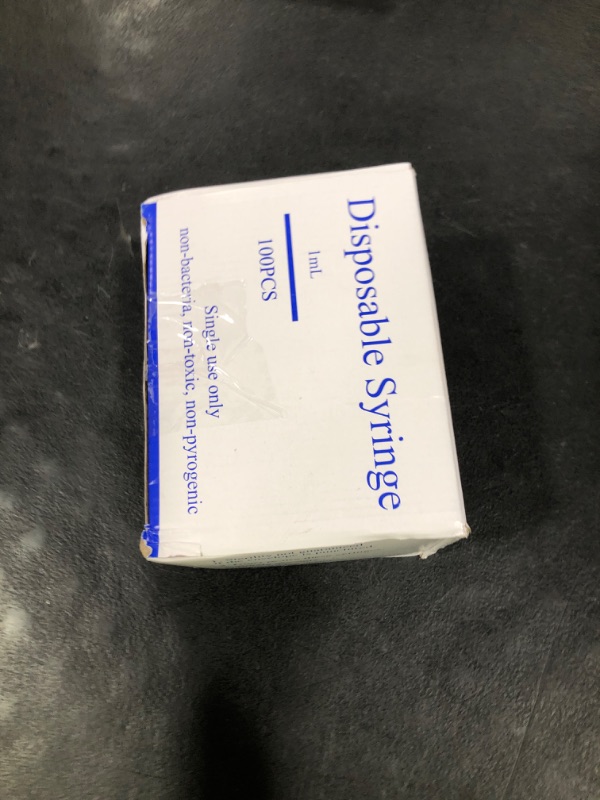 Disposable Syringe
1mL
100PCS
Single use only
non-bacteria, non-toxic, non-pyrogenic